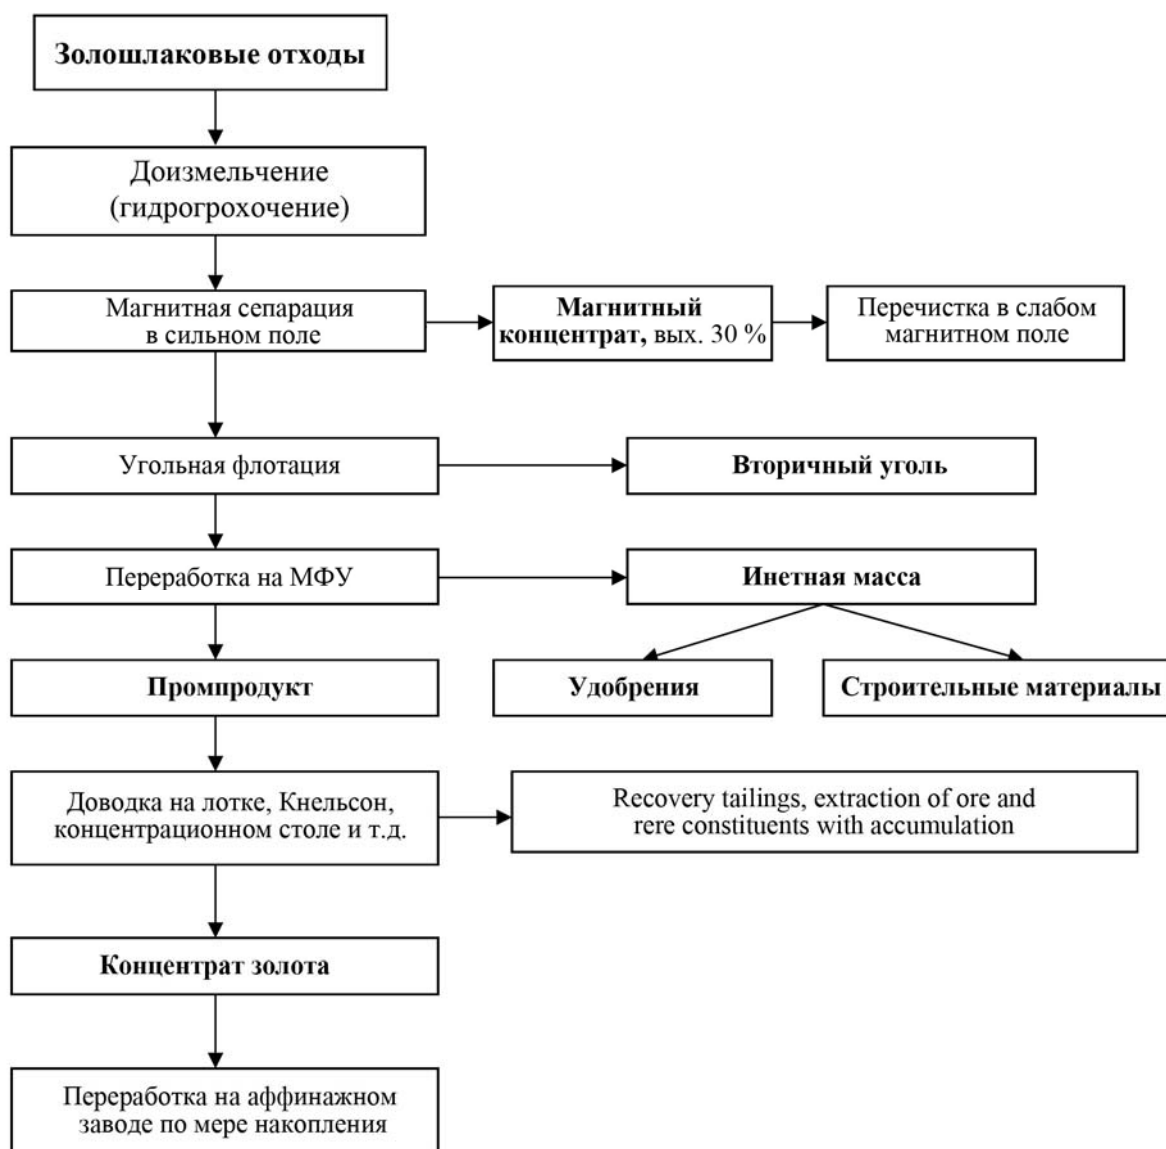 Золошлаковые отходы
Доизмельчение
(гидрогрохочение)
Магнитная сепарация
в сильном поле
Магнитный
концентрат, вых. 30 %
Перечистка в слабом
магнитном поле
Угольная флотация
Вторичный уголь
Переработка на МФУ
Инетная масса
Промпродукт
Удобрения
Строительные материалы
Доводка на лотке, Кнельсон,
концентрационном столе и т.д.
Recovery tailings, extraction of ore and
rere constituents with accumulation
Концентрат золота
Переработка на аффинажном
заводе по мере накопления